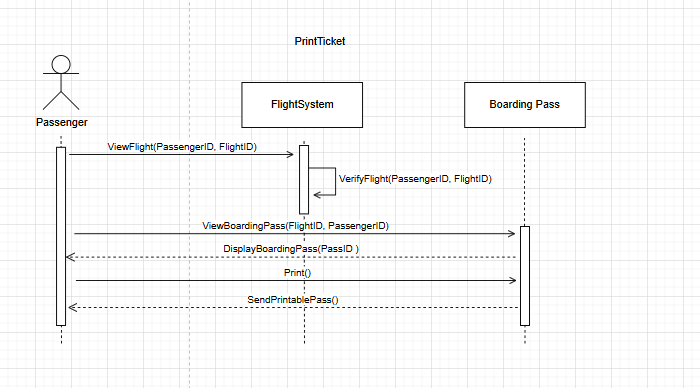 PrintTicket
FlightSystem
Boarding Pass
Passenger
ViewFlight(PassengerID, FlightID)
VerifyFlight(PassengerID, FlightID)
ViewBoardingPass(FlightID, PassengerID)
DisplayBoardingPass(PassID )
Print()
SendPrintablePass()